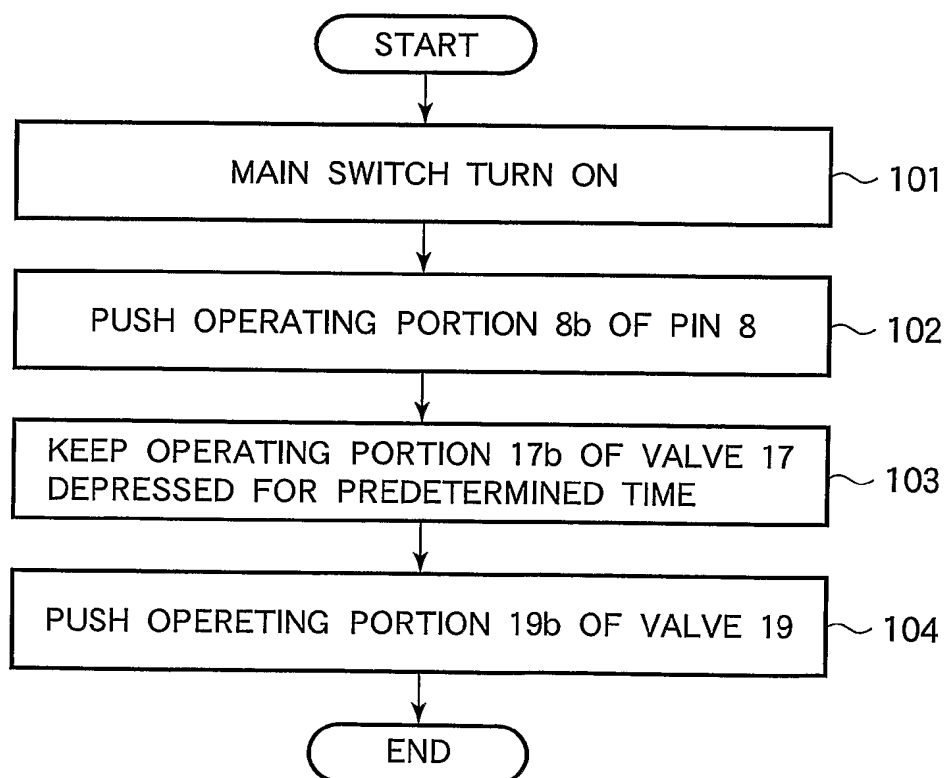 START
MAIN SWITCH TURN ON
101
PUSH OPERATING PORTION 8b OF PIN 8
102
KEEP OPERATING PORTION 17b OF VALVE 17
DEPRESSED FOR PREDETERMINED TIME
103
PUSH OPERETING PORTION 19b OF VALVE 19
104
END